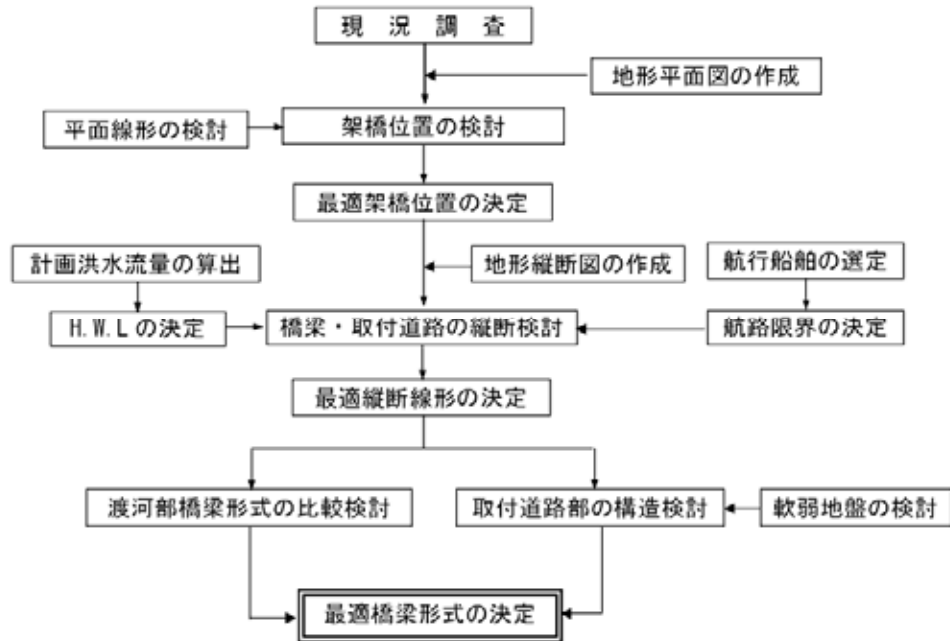 現 況 調 査
地形平面図の作成
平面線形の検討
架橋位置の検討
最適架橋位置の決定
計画洪水流量の算出
地形縦断図の作成
航行船舶の選定
H.W.Lの決定
橋梁・取付道路の縦断検討
航路限界の決定
最適縦断線形の決定
渡河部橋梁形式の比較検討
取付道路部の構造検討
軟弱地盤の検討
最適橋梁形式の決定